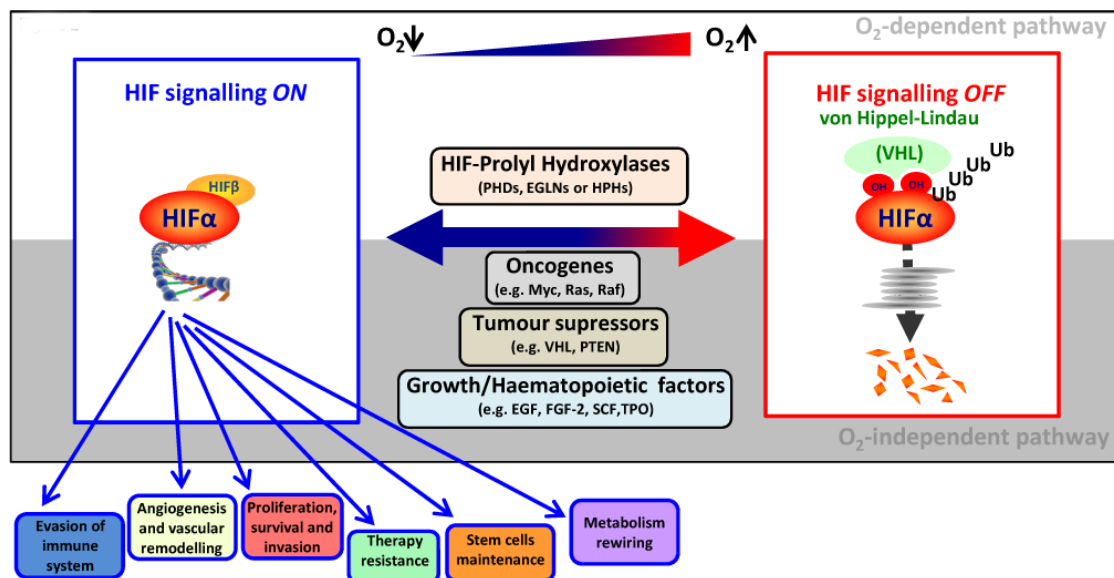 O₂-dependent pathway
O₂↓
O₂↑
HIF signalling ON
HIF signalling OFF
von Hippel-Lindau
(VHL)
Ub
Ub
Ub
Ub
OH
OH
HIFα
HIF-Prolyl Hydroxylases
(PHDs, EGLNs or HPHs)
HIFβ
HIFα
Oncogenes
(e.g. Myc, Ras, Raf)
Tumour supressors
(e.g. VHL, PTEN)
Growth/Haematopoietic factors
(e.g. EGF, FGF-2, SCF,TPO)
O₂-independent pathway
Evasion of
immune
system
Angiogenesis
and vascular
remodelling
Proliferation,
survival and
invasion
Therapy
resistance
Stem cells
maintenance
Metabolism
rewiring